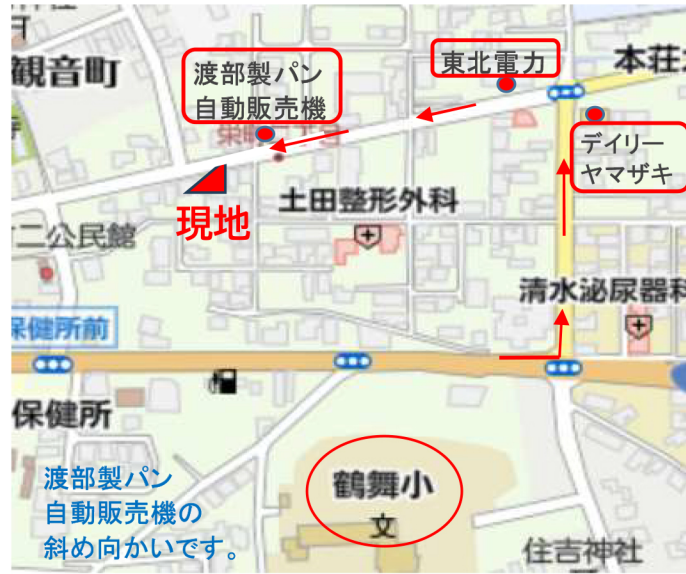 観音町
渡部製パン
自動販売機
東北電力
本荘
デイリー
ヤマザキ
現地
土田整形外科
二公民館
清水泌尿器科
保健所前
保健所
渡部製パン
自動販売機の
斜め向かいです。
鶴舞小
文
住吉神社